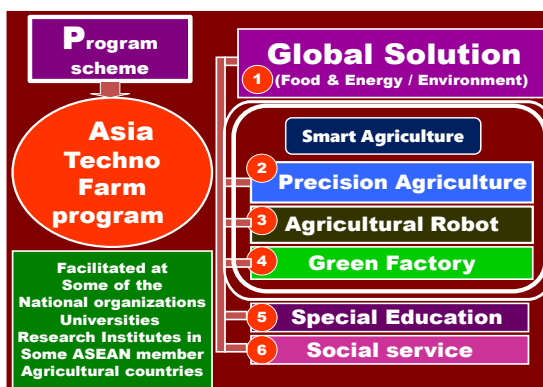 Program
scheme
Asia
Techno
Farm
program
Facilitated at
Some of the
National organizations
Universities
Research Institutes in
Some ASEAN member
Agricultural countries
Global Solution
1 (Food & Energy / Environment)
Smart Agriculture
2 Precision Agriculture
3 Agricultural Robot
4 Green Factory
5 Special Education
6 Social service